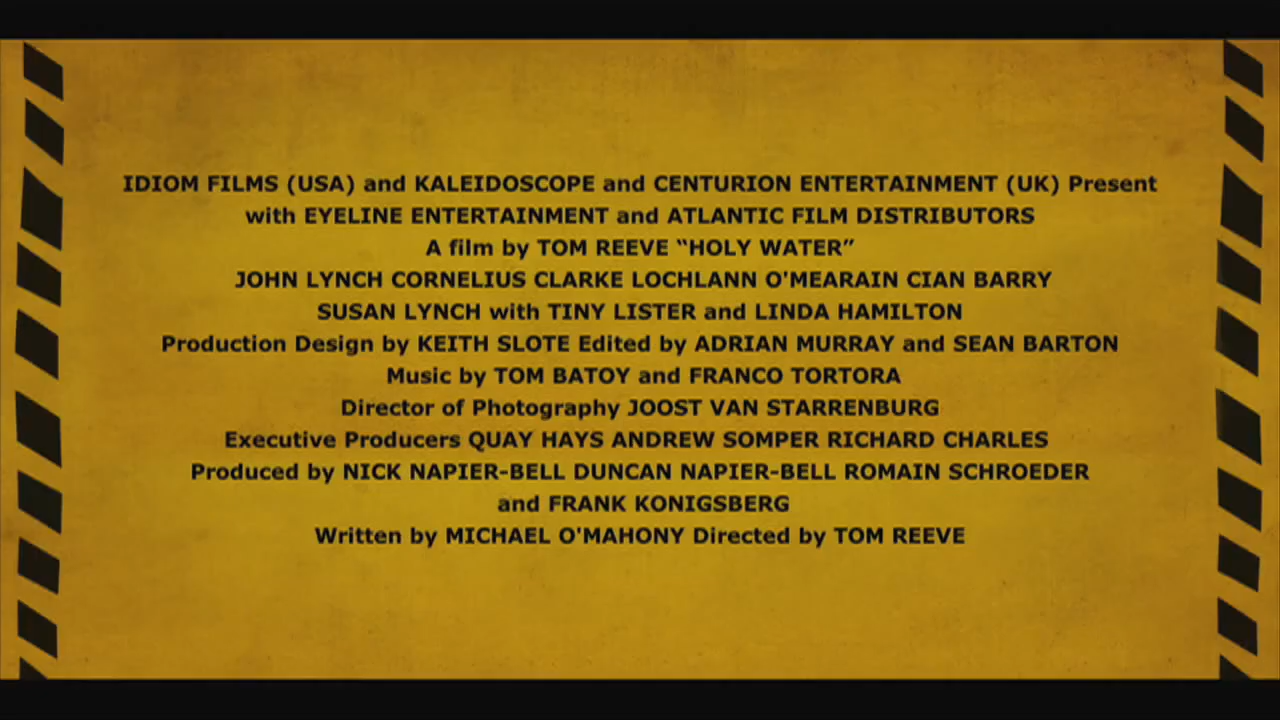 IDIOM FILMS (USA) and KALEIDOSCOPE and CENTURION ENTERTAINMENT (UK) Present
with EYELINE ENTERTAINMENT and ATLANTIC FILM DISTRIBUTORS
A film by TOM REEVE “HOLY WATER”
JOHN LYNCH CORNELIUS CLARKE LOCHLANN O'MEARAIN CIAN BARRY
SUSAN LYNCH with TINY LISTER and LINDA HAMILTON
Production Design by KEITH SLOTE Edited by ADRIAN MURRAY and SEAN BARTON
Music by TOM BATOY and FRANCO TORTORA
Director of Photography JOOST VAN STARRENBURG
Executive Producers QUAY HAYS ANDREW SOMPER RICHARD CHARLES
Produced by NICK NAPIER-BELL DUNCAN NAPIER-BELL ROMAIN SCHROEDER
and FRANK KONIGSBERG
Written by MICHAEL O'MAHONY Directed by TOM REEVE